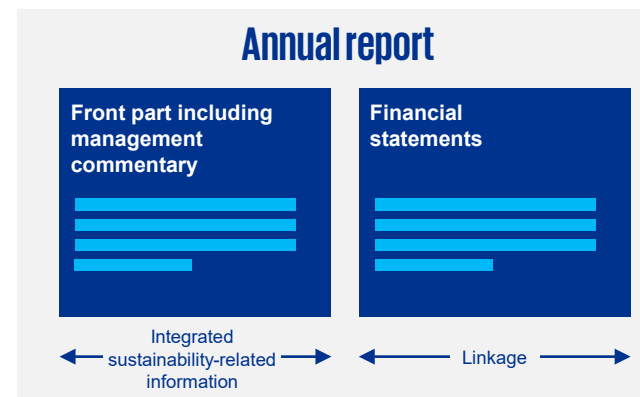 Annual report
Front part including
management
commentary
Financial
statements
Integrated
sustainability-related
information
Linkage